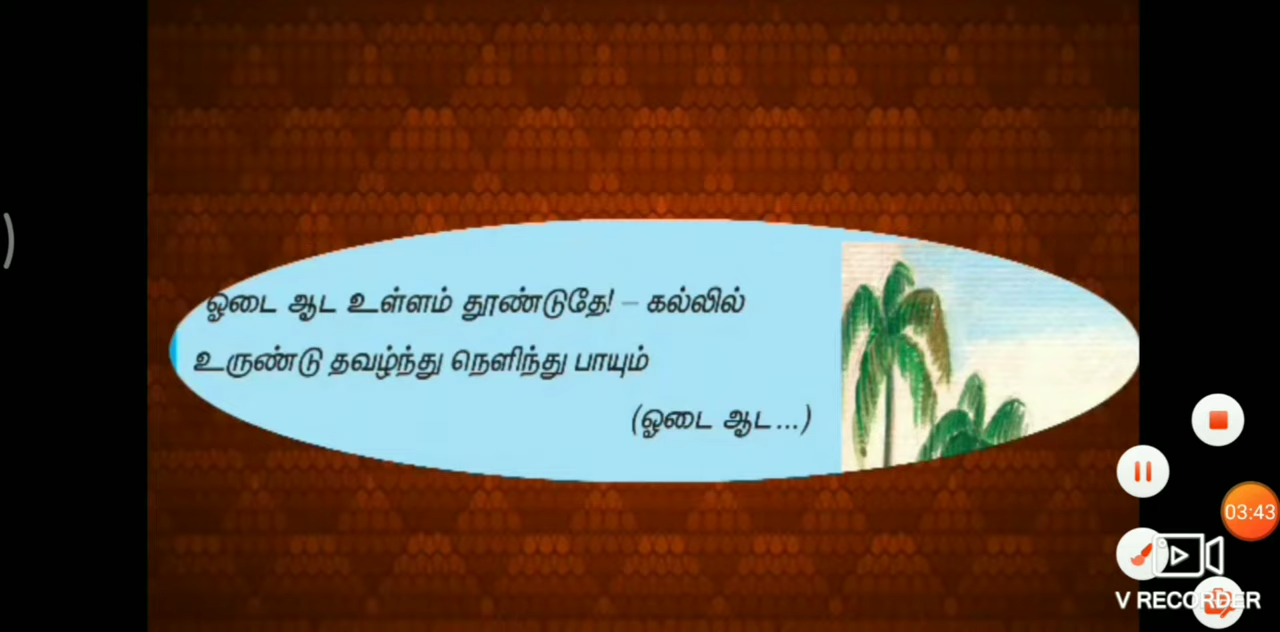 ஓடை ஆட உள்ளம் தூண்டுதே! – கல்லில்
உருண்டு தவழ்ந்து நெளிந்து பாயும்
(ஓடை ஆட...)
03:43
V RECORDER